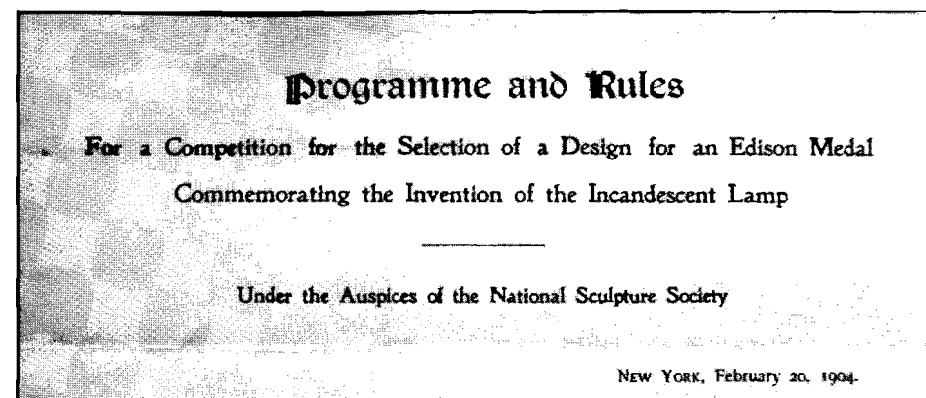 Programme and Rules
For a Competition for the Selection of a Design for an Edison Medal
Commemorating the Invention of the Incandescent Lamp
Under the Auspices of the National Sculpture Society
NEW YORK, February 20, 1904.